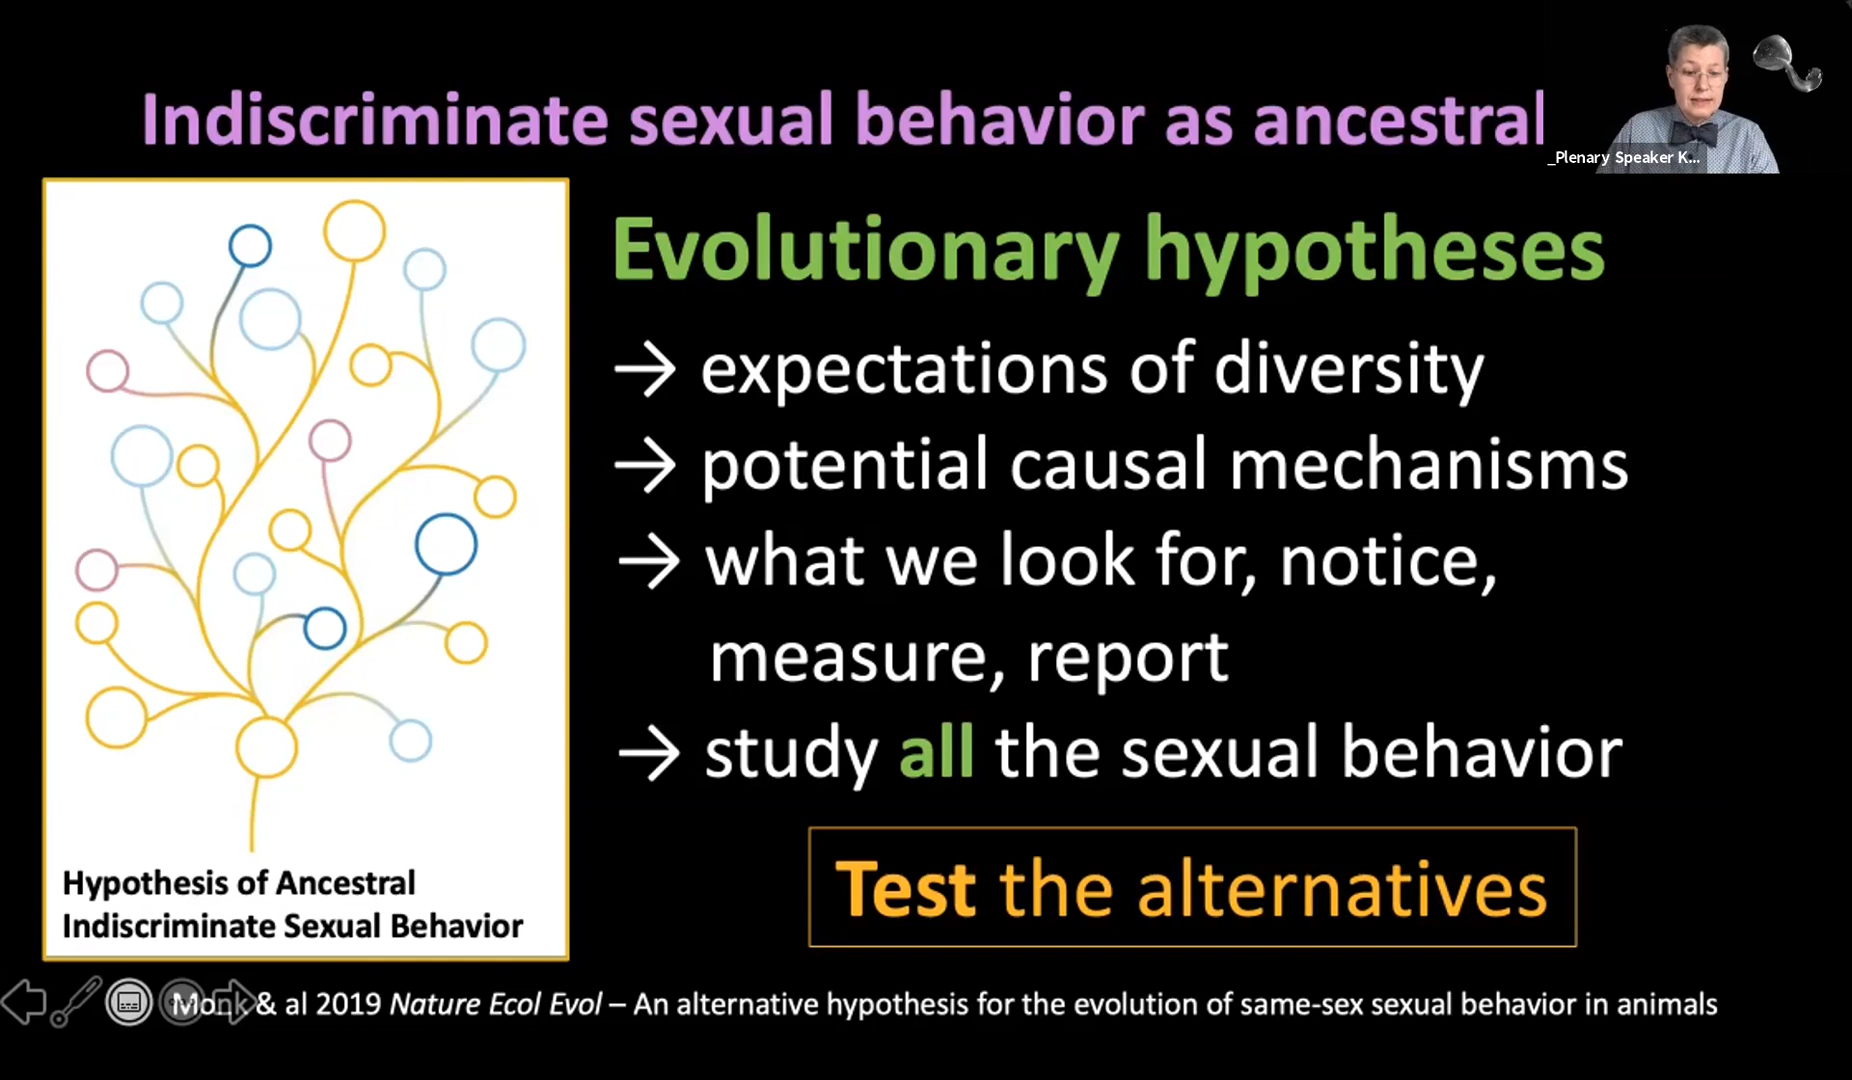 Indiscriminate sexual behavior as ancestral
_Plenary Speaker K...
Evolutionary hypotheses
→ expectations of diversity
→ potential causal mechanisms
→ what we look for, notice,
measure, report
→ study all the sexual behavior
Test the alternatives
Hypothesis of Ancestral
Indiscriminate Sexual Behavior
Monk & al 2019 Nature Ecol Evol – An alternative hypothesis for the evolution of same-sex sexual behavior in animals